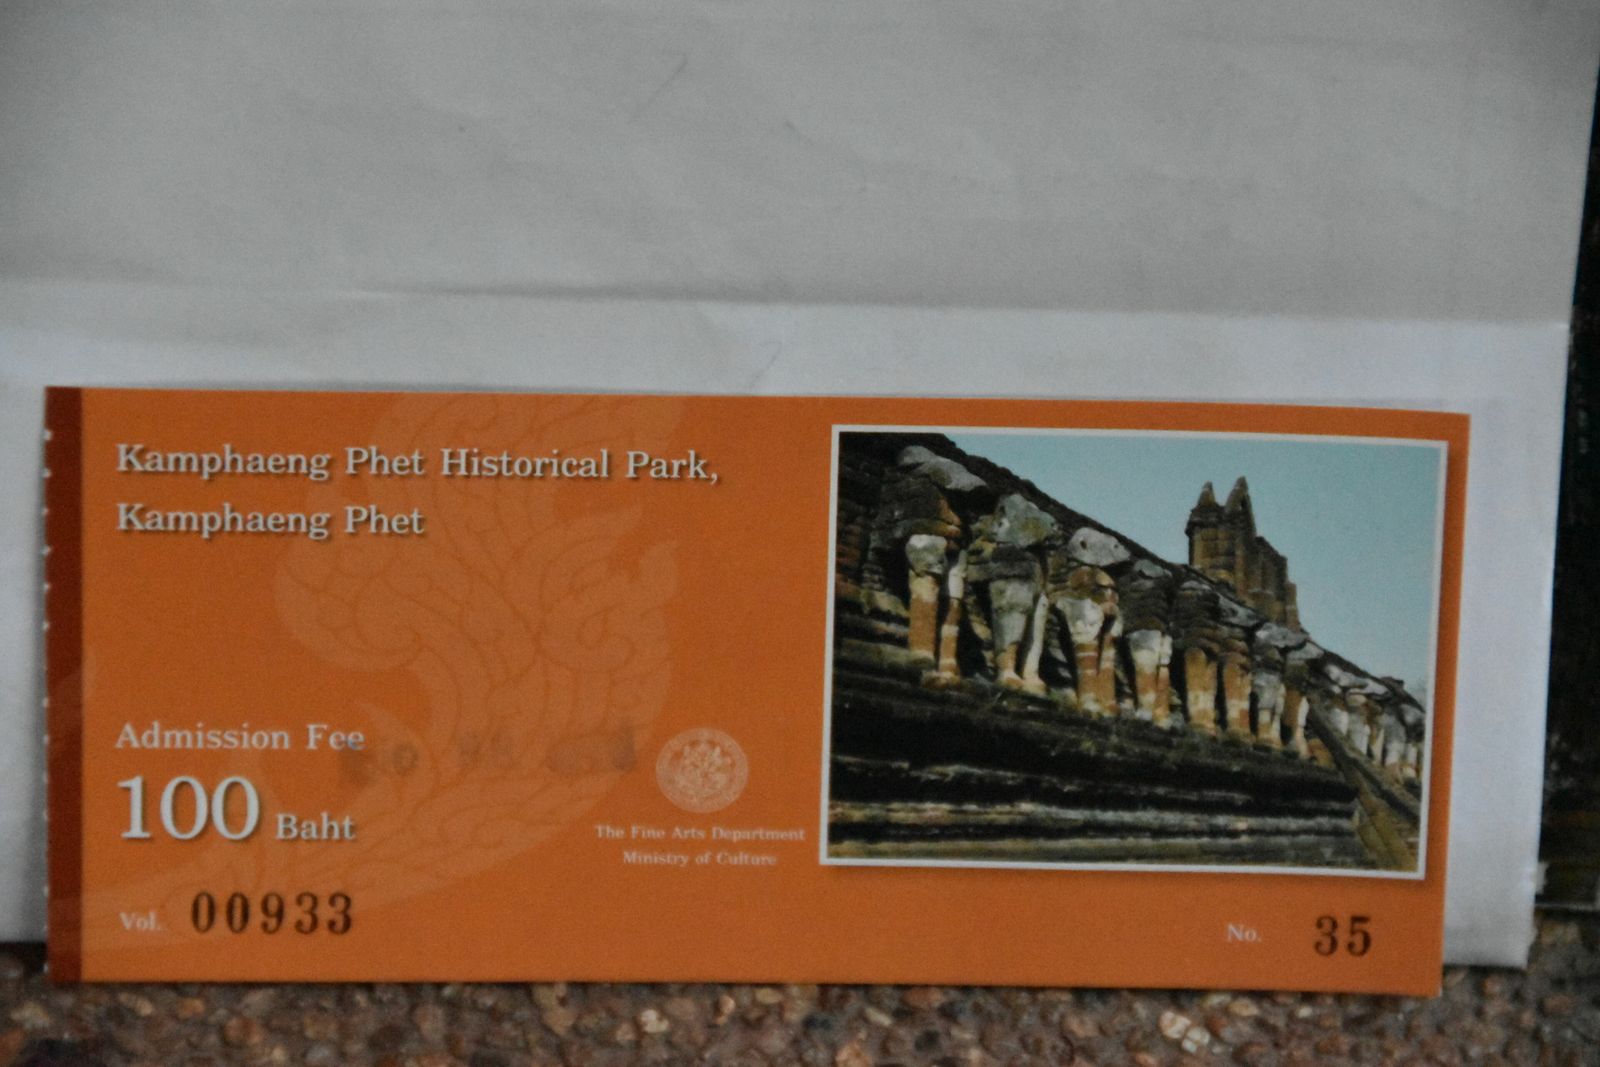 Kamphaeng Phet Historical Park,
Kamphaeng Phet
Admission Fee
100 Baht
The Fine Arts Department
Ministry of Culture
Vol. 00933
No. 35